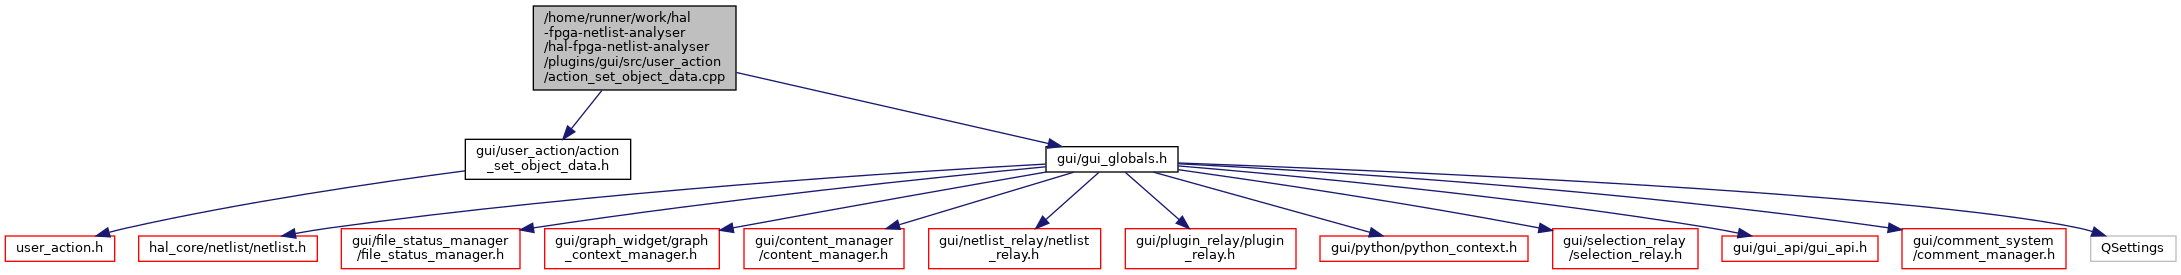 /home/runner/work/hal
-fpga-netlist-analyser
/hal-fpga-netlist-analyser
/plugins/gui/src/user_action
/action_set_object_data.cpp
gui/user_action/action
_set_object_data.h
gui/gui_globals.h
user_action.h
hal_core/netlist/netlist.h
gui/file_status_manager
/file_status_manager.h
gui/graph_widget/graph
_context_manager.h
gui/content_manager
/content_manager.h
gui/netlist_relay/netlist
_relay.h
gui/plugin_relay/plugin
_relay.h
gui/python/python_context.h
gui/selection_relay
/selection_relay.h
gui/gui_api/gui_api.h
gui/comment_system
/comment_manager.h
QSettings